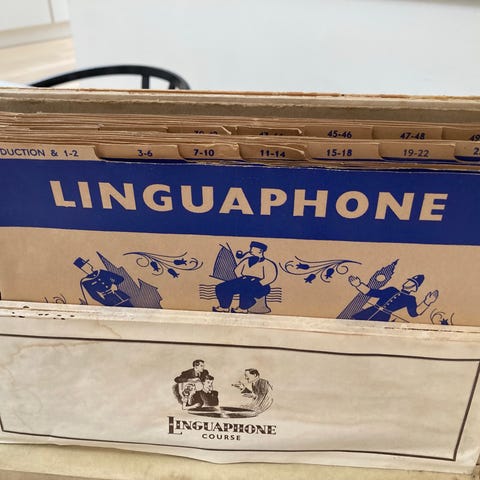 45-46 47-48
DUCTION & 1-2 3-6 7-10 11-14 15-18 19-22
LINGUAPHONE
LINGUAPHONE
COURSE